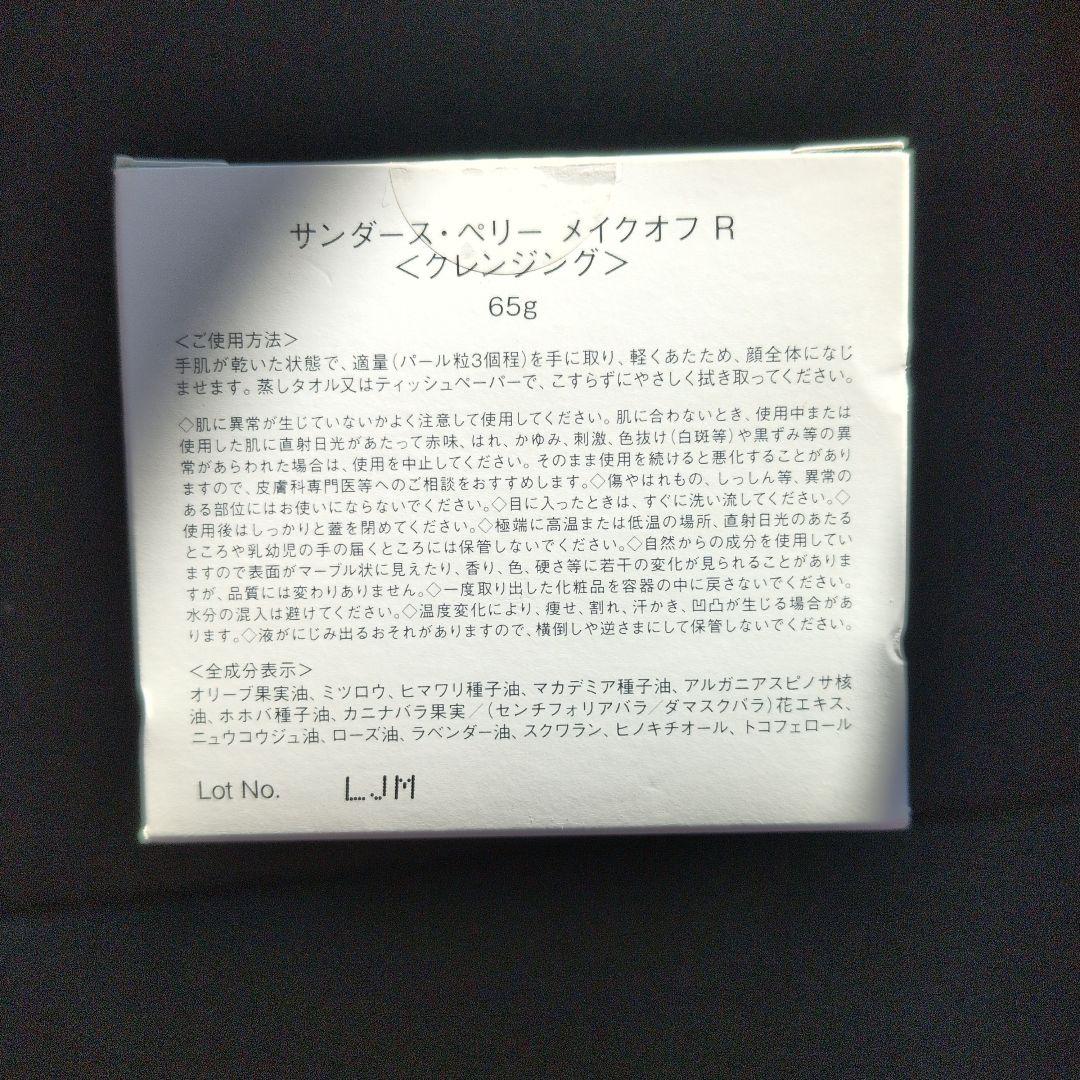 サンダース・ペリー メイクオフ R
＜クレンジング＞
65g
＜ご使用方法＞
手肌が乾いた状態で、適量（パール粒3個程）を手に取り、軽くあたため、顔全体になじ
ませます。蒸しタオル又はティッシュペーパーで、こすらずにやさしく拭き取ってください。
◇肌に異常が生じていないかよく注意して使用してください。肌に合わないとき、使用中または
使用した肌に直射日光があたって赤味、はれ、かゆみ、刺激、色抜け（白斑等）や黒ずみ等の異
常があらわれた場合は、使用を中止してください。そのまま使用を続けると悪化することがあり
ますので、皮膚科専門医等へのご相談をおすすめします。◇傷やはれもの、しっしん等、異常の
ある部位にはお使いにならないでください。◇目に入ったときは、すぐに洗い流してください。◇
使用後はしっかりと蓋を閉めてください。◇極端に高温または低温の場所、直射日光のあたる
ところや乳幼児の手の届くところには保管しないでください。◇自然からの成分を使用してい
ますので表面がマーブル状に見えたり、香り、色、硬さ等に若干の変化が見られることがありま
すが、品質には変わりありません。◇一度取り出した化粧品を容器の中に戻さないでください。
水分の混入は避けてください。◇温度変化により、痩せ、割れ、汗かき、凹凸が生じる場合があ
ります。◇液がにじみ出るおそれがありますので、横倒しや逆さまにして保管しないでください。
＜全成分表示＞
オリーブ果実油、ミツロウ、ヒマワリ種子油、マカデミア種子油、アルガニアスピノサ核
油、ホホバ種子油、カニナバラ果実／（センチフォリアバラ／ダマスクバラ）花エキス、
ニュウコウジュ油、ローズ油、ラベンダー油、スクワラン、ヒノキチオール、トコフェロール
Lot No. LJM